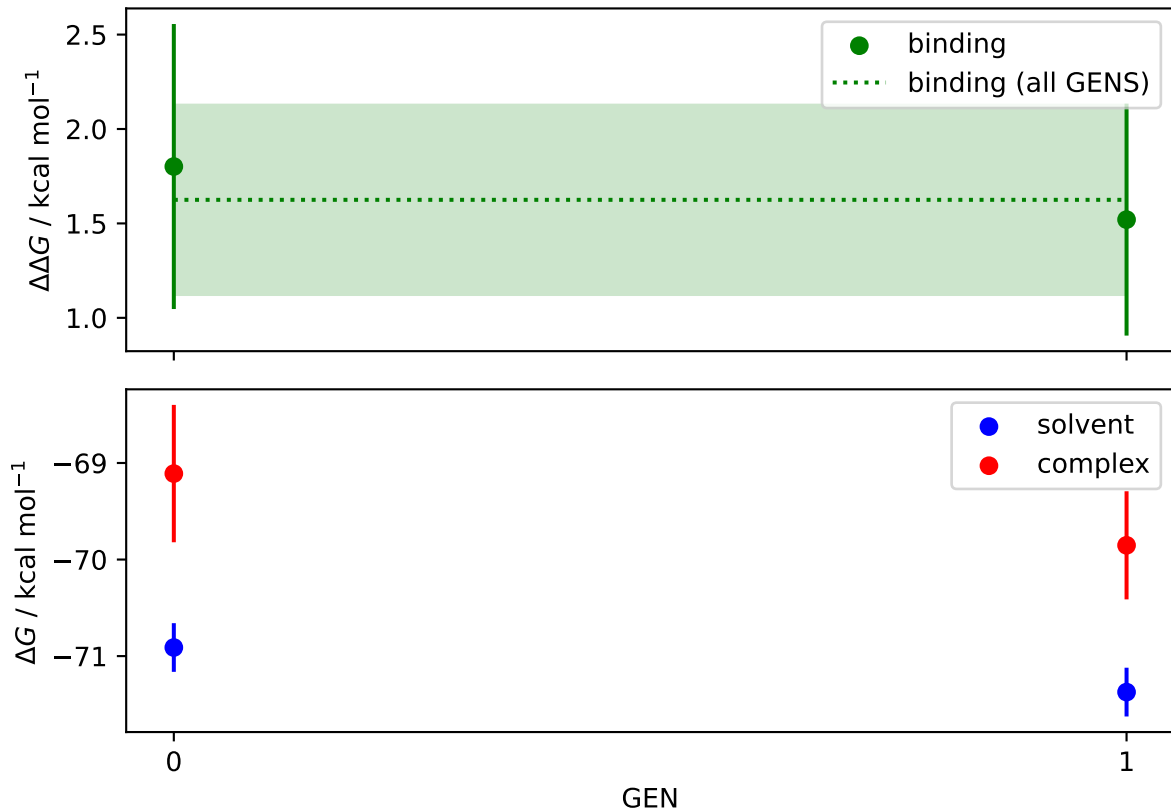 2.5
2.0
1.5
1.0
ΔΔG / kcal mol⁻¹
binding
binding (all GENS)
−69
−70
−71
ΔG / kcal mol⁻¹
solvent
complex
0
1
GEN